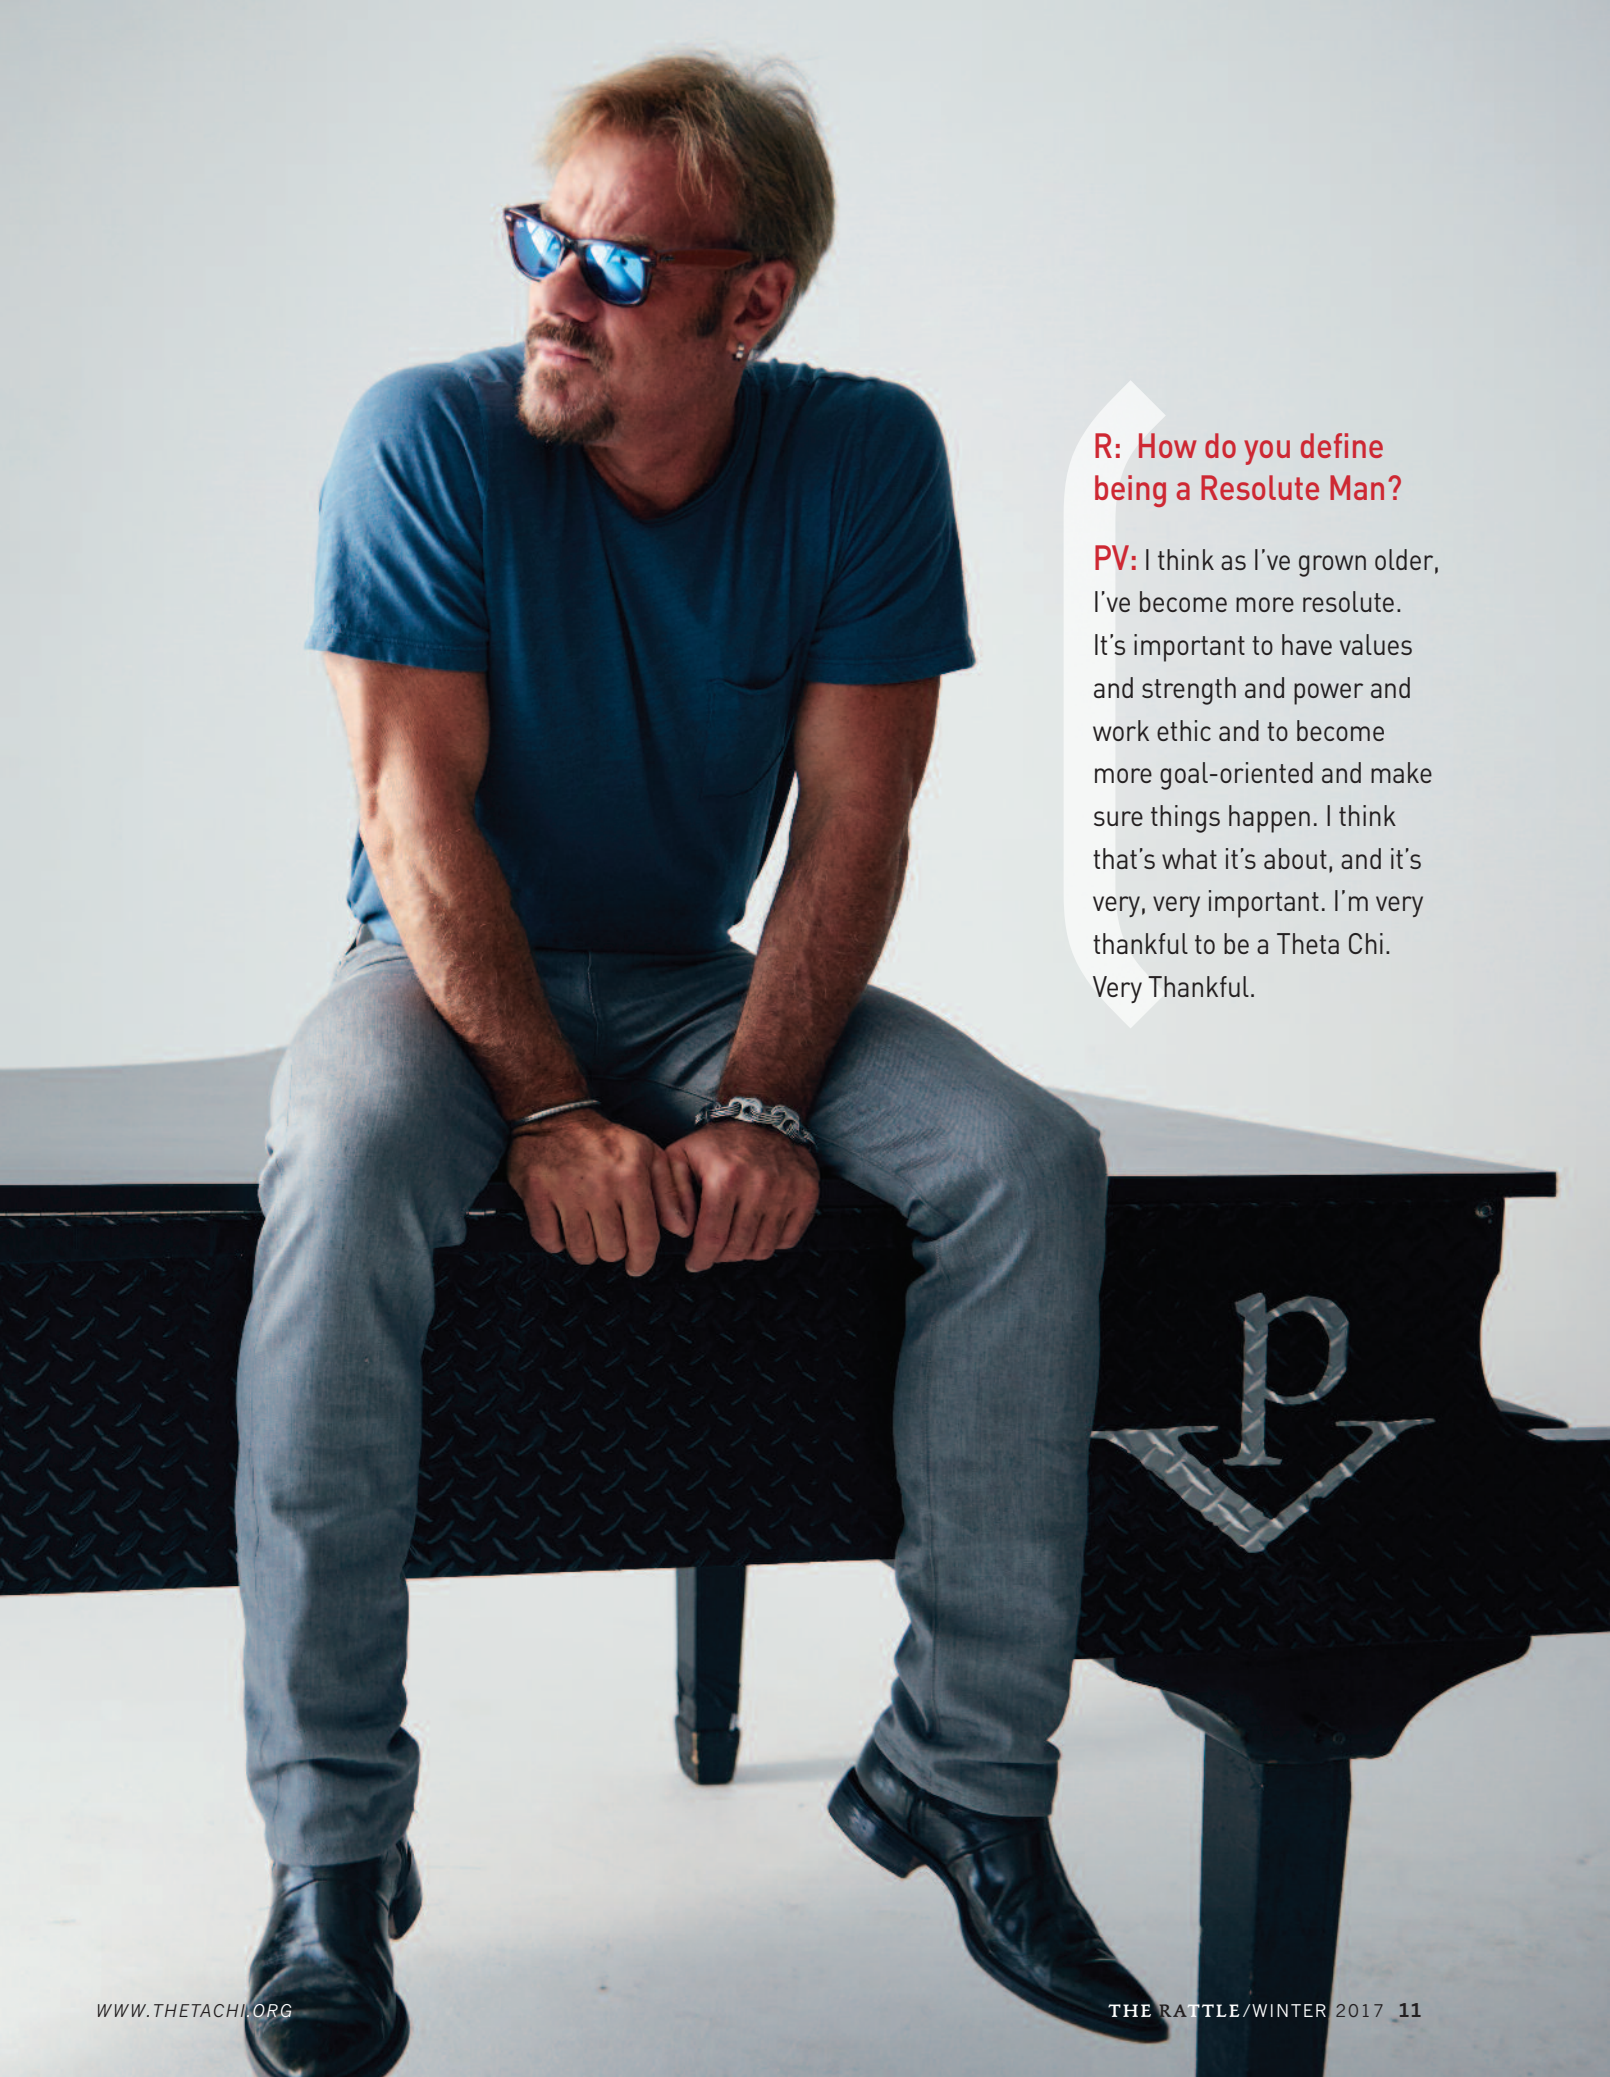 R: How do you define
being a Resolute Man?
PV: I think as I’ve grown older,
I’ve become more resolute.
It’s important to have values
and strength and power and
work ethic and to become
more goal-oriented and make
sure things happen. I think
that’s what it’s about, and it’s
very, very important. I’m very
thankful to be a Theta Chi.
Very Thankful.
p
V
WWW.THETACHI.ORG
THE RATTLE/WINTER 2017 11